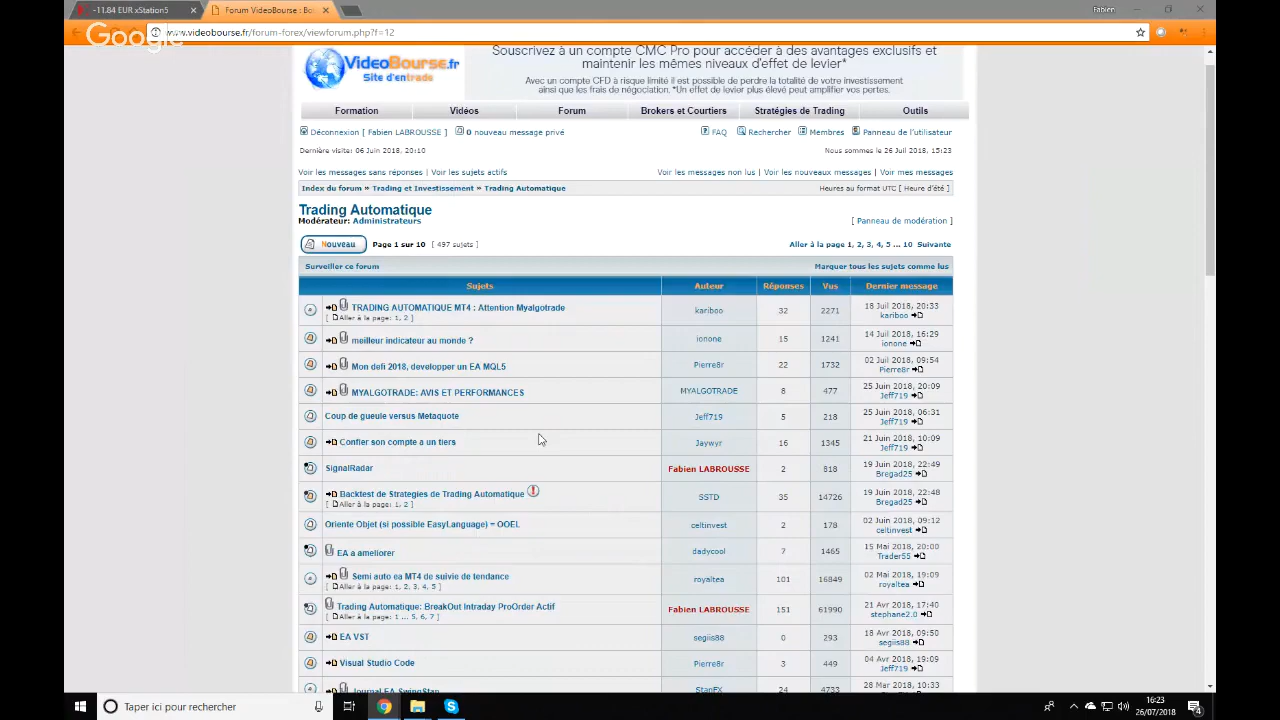 -11.84 EUR xStation5
Forum VideoBourse : Bo
Fabien
Google
www.videobourse.fr/forum-forex/viewforum.php?f=12
VideoBourse.fr
Site d'entrade
Souscrivez à un compte CMC Pro pour accéder à des avantages exclusifs et
maintenir les mêmes niveaux d'effet de levier*
Avec un compte CFD à risque limité il est possible de perdre la totalité de votre investissement
ainsi que les frais de négociation. *Un effet de levier plus élevé peut amplifier vos pertes.
Formation Vidéos Forum Brokers et Courtiers Stratégies de Trading Outils
Déconnexion [ Fabien LABROUSSE ] 0 nouveau message privé FAQ Rechercher Membres Panneau de l'utilisateur
Dernière visite: 06 Juin 2018, 20:10 Nous sommes le 26 Juil 2018, 15:23
Voir les messages sans réponses | Voir les sujets actifs Voir les messages non lus | Voir les nouveaux messages | Voir mes messages
Index du forum » Trading et Investissement » Trading Automatique Heures au format UTC [ Heure d'été ]
Trading Automatique
Modérateur: Administrateurs [ Panneau de modération ]
Nouveau Page 1 sur 10 [ 497 sujets ] Aller à la page 1, 2, 3, 4, 5 ... 10 Suivante
Surveiller ce forum Marquer tous les sujets comme lus
Sujets Auteur Réponses Vus Dernier message
TRADING AUTOMATIQUE MT4 : Attention Myalgotrade kariboo 32 2271 18 Juil 2018, 20:33
[ Aller à la page: 1, 2 ] kariboo
meilleur indicateur au monde ? ionone 15 1241 14 Juil 2018, 16:29
ionone
Mon defi 2018, developper un EA MQL5 Pierre8r 22 1732 02 Juil 2018, 09:54
Pierre8r
MYALGOTRADE: AVIS ET PERFORMANCES MYALGOTRADE 8 477 25 Juin 2018, 20:09
Jeff719
Coup de gueule versus Metaquote Jeff719 5 218 25 Juin 2018, 06:31
Jeff719
Confier son compte a un tiers Jaywyr 16 1345 21 Juin 2018, 10:09
Jeff719
SignalRadar Fabien LABROUSSE 2 818 19 Juin 2018, 22:49
Bregad25
Backtest de Strategies de Trading Automatique SSTD 35 14726 19 Juin 2018, 22:48
[ Aller à la page: 1, 2 ] Bregad25
Oriente Objet (si possible EasyLanguage) = OOEL celtinvest 2 178 02 Juin 2018, 09:12
celtinvest
EA a ameliorer dadycool 7 1465 15 Mai 2018, 20:00
Trader55
Semi auto ea MT4 de suivie de tendance royaltea 101 16849 02 Mai 2018, 19:09
[ Aller à la page: 1, 2, 3, 4, 5 ] royaltea
Trading Automatique: BreakOut Intraday ProOrder Actif Fabien LABROUSSE 151 61990 21 Avr 2018, 17:40
[ Aller à la page: 1 ... 5, 6, 7 ] stephane2.0
EA VST segiis88 0 293 18 Avr 2018, 09:50
segiis88
Visual Studio Code Pierre8r 3 449 04 Avr 2018, 19:09
Jeff719
Journal EA SwingStan StanFX 24 4733 28 Mar 2018, 10:33
Taper ici pour rechercher
16:23
26/07/2018
4